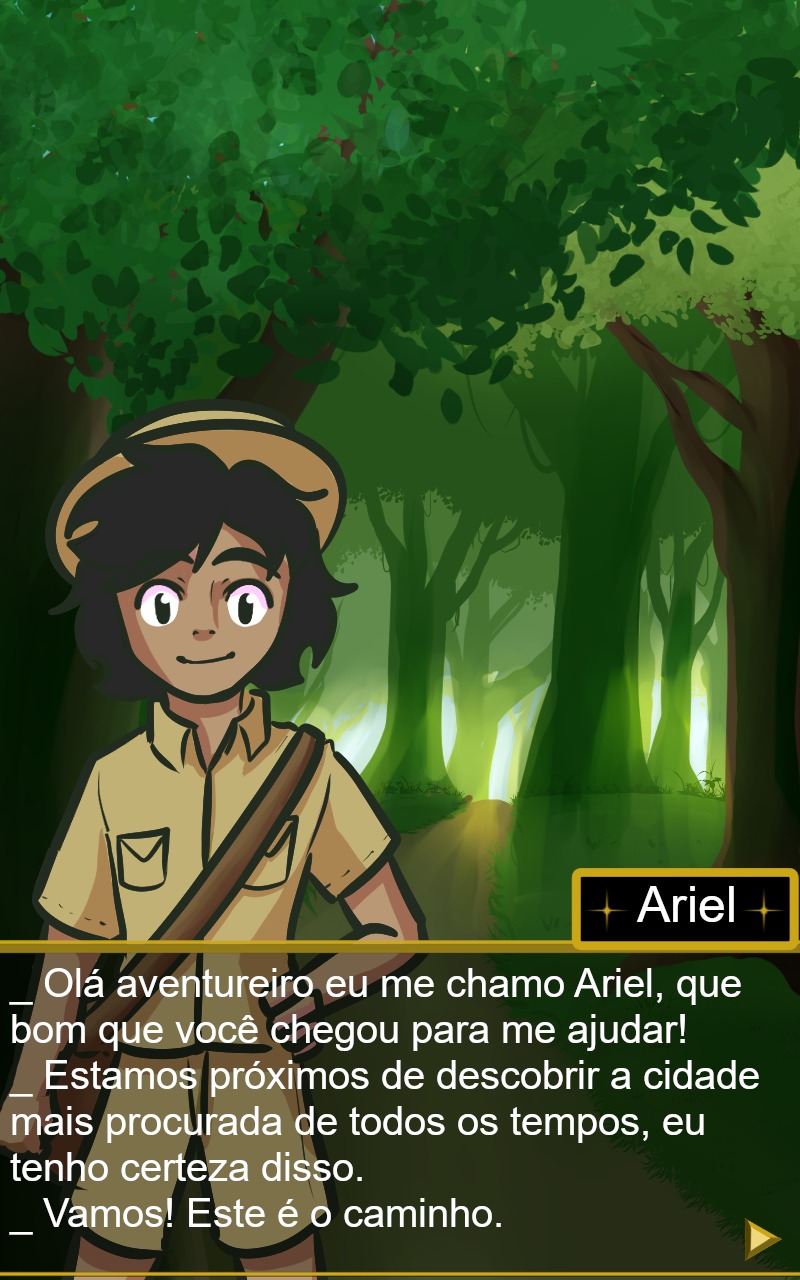 Ariel
_ Olá aventureiro eu me chamo Ariel, que
bom que você chegou para me ajudar!
_ Estamos próximos de descobrir a cidade
mais procurada de todos os tempos, eu
tenho certeza disso.
_ Vamos! Este é o caminho.